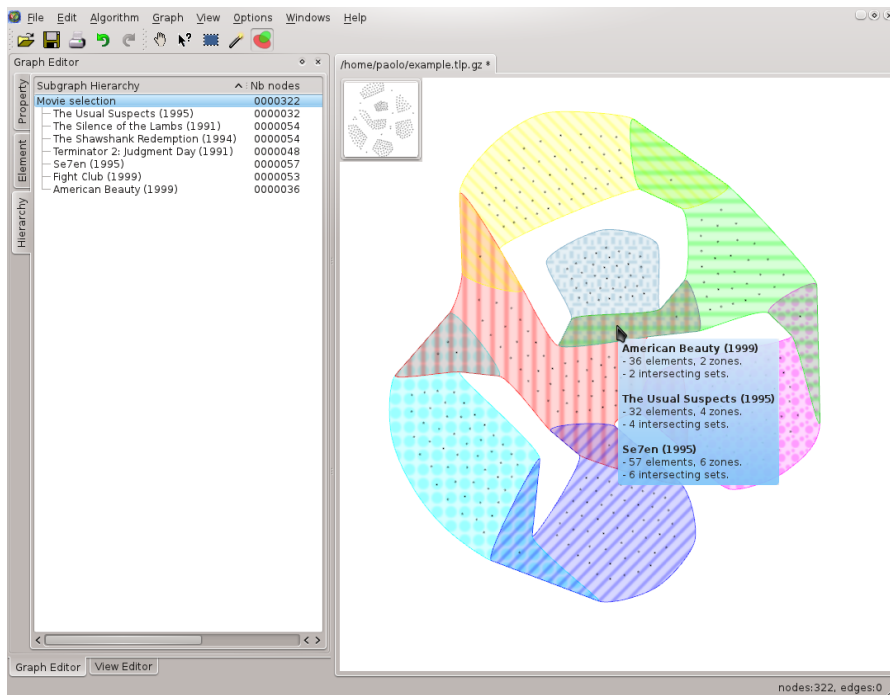 File Edit Algorithm Graph View Options Windows Help
Graph Editor
/home/paolo/example.tlp.gz *
Property
Element
Hierarchy
Subgraph Hierarchy Nb nodes
Movie selection 0000322
The Usual Suspects (1995) 0000032
The Silence of the Lambs (1991) 0000054
The Shawshank Redemption (1994) 0000054
Terminator 2: Judgment Day (1991) 0000048
Se7en (1995) 0000057
Fight Club (1999) 0000053
American Beauty (1999) 0000036
American Beauty (1999)
- 36 elements, 2 zones.
- 2 intersecting sets.
The Usual Suspects (1995)
- 32 elements, 4 zones.
- 4 intersecting sets.
Se7en (1995)
- 57 elements, 6 zones.
- 6 intersecting sets.
Graph Editor View Editor
nodes:322, edges:0